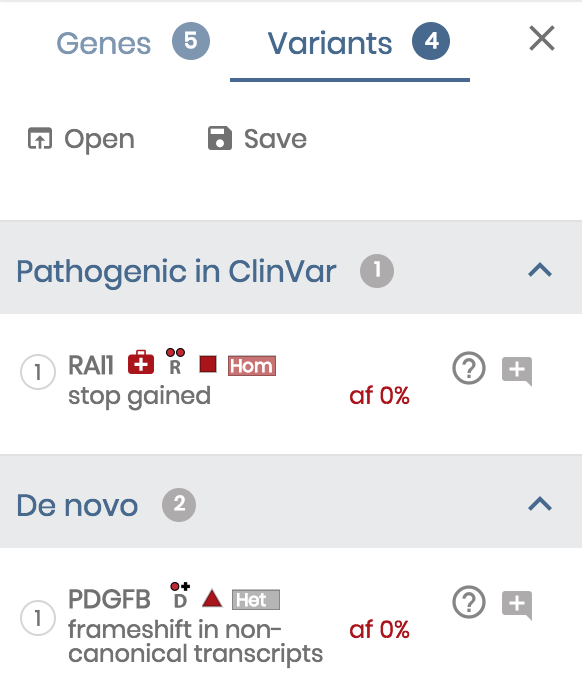 Genes 5 Variants 4
Open Save
Pathogenic in ClinVar 1
1 RAI1 R Hom
stop gained af 0% ?
De novo 2
1 PDGFB D Het
frameshift in non- af 0% ?
canonical transcripts